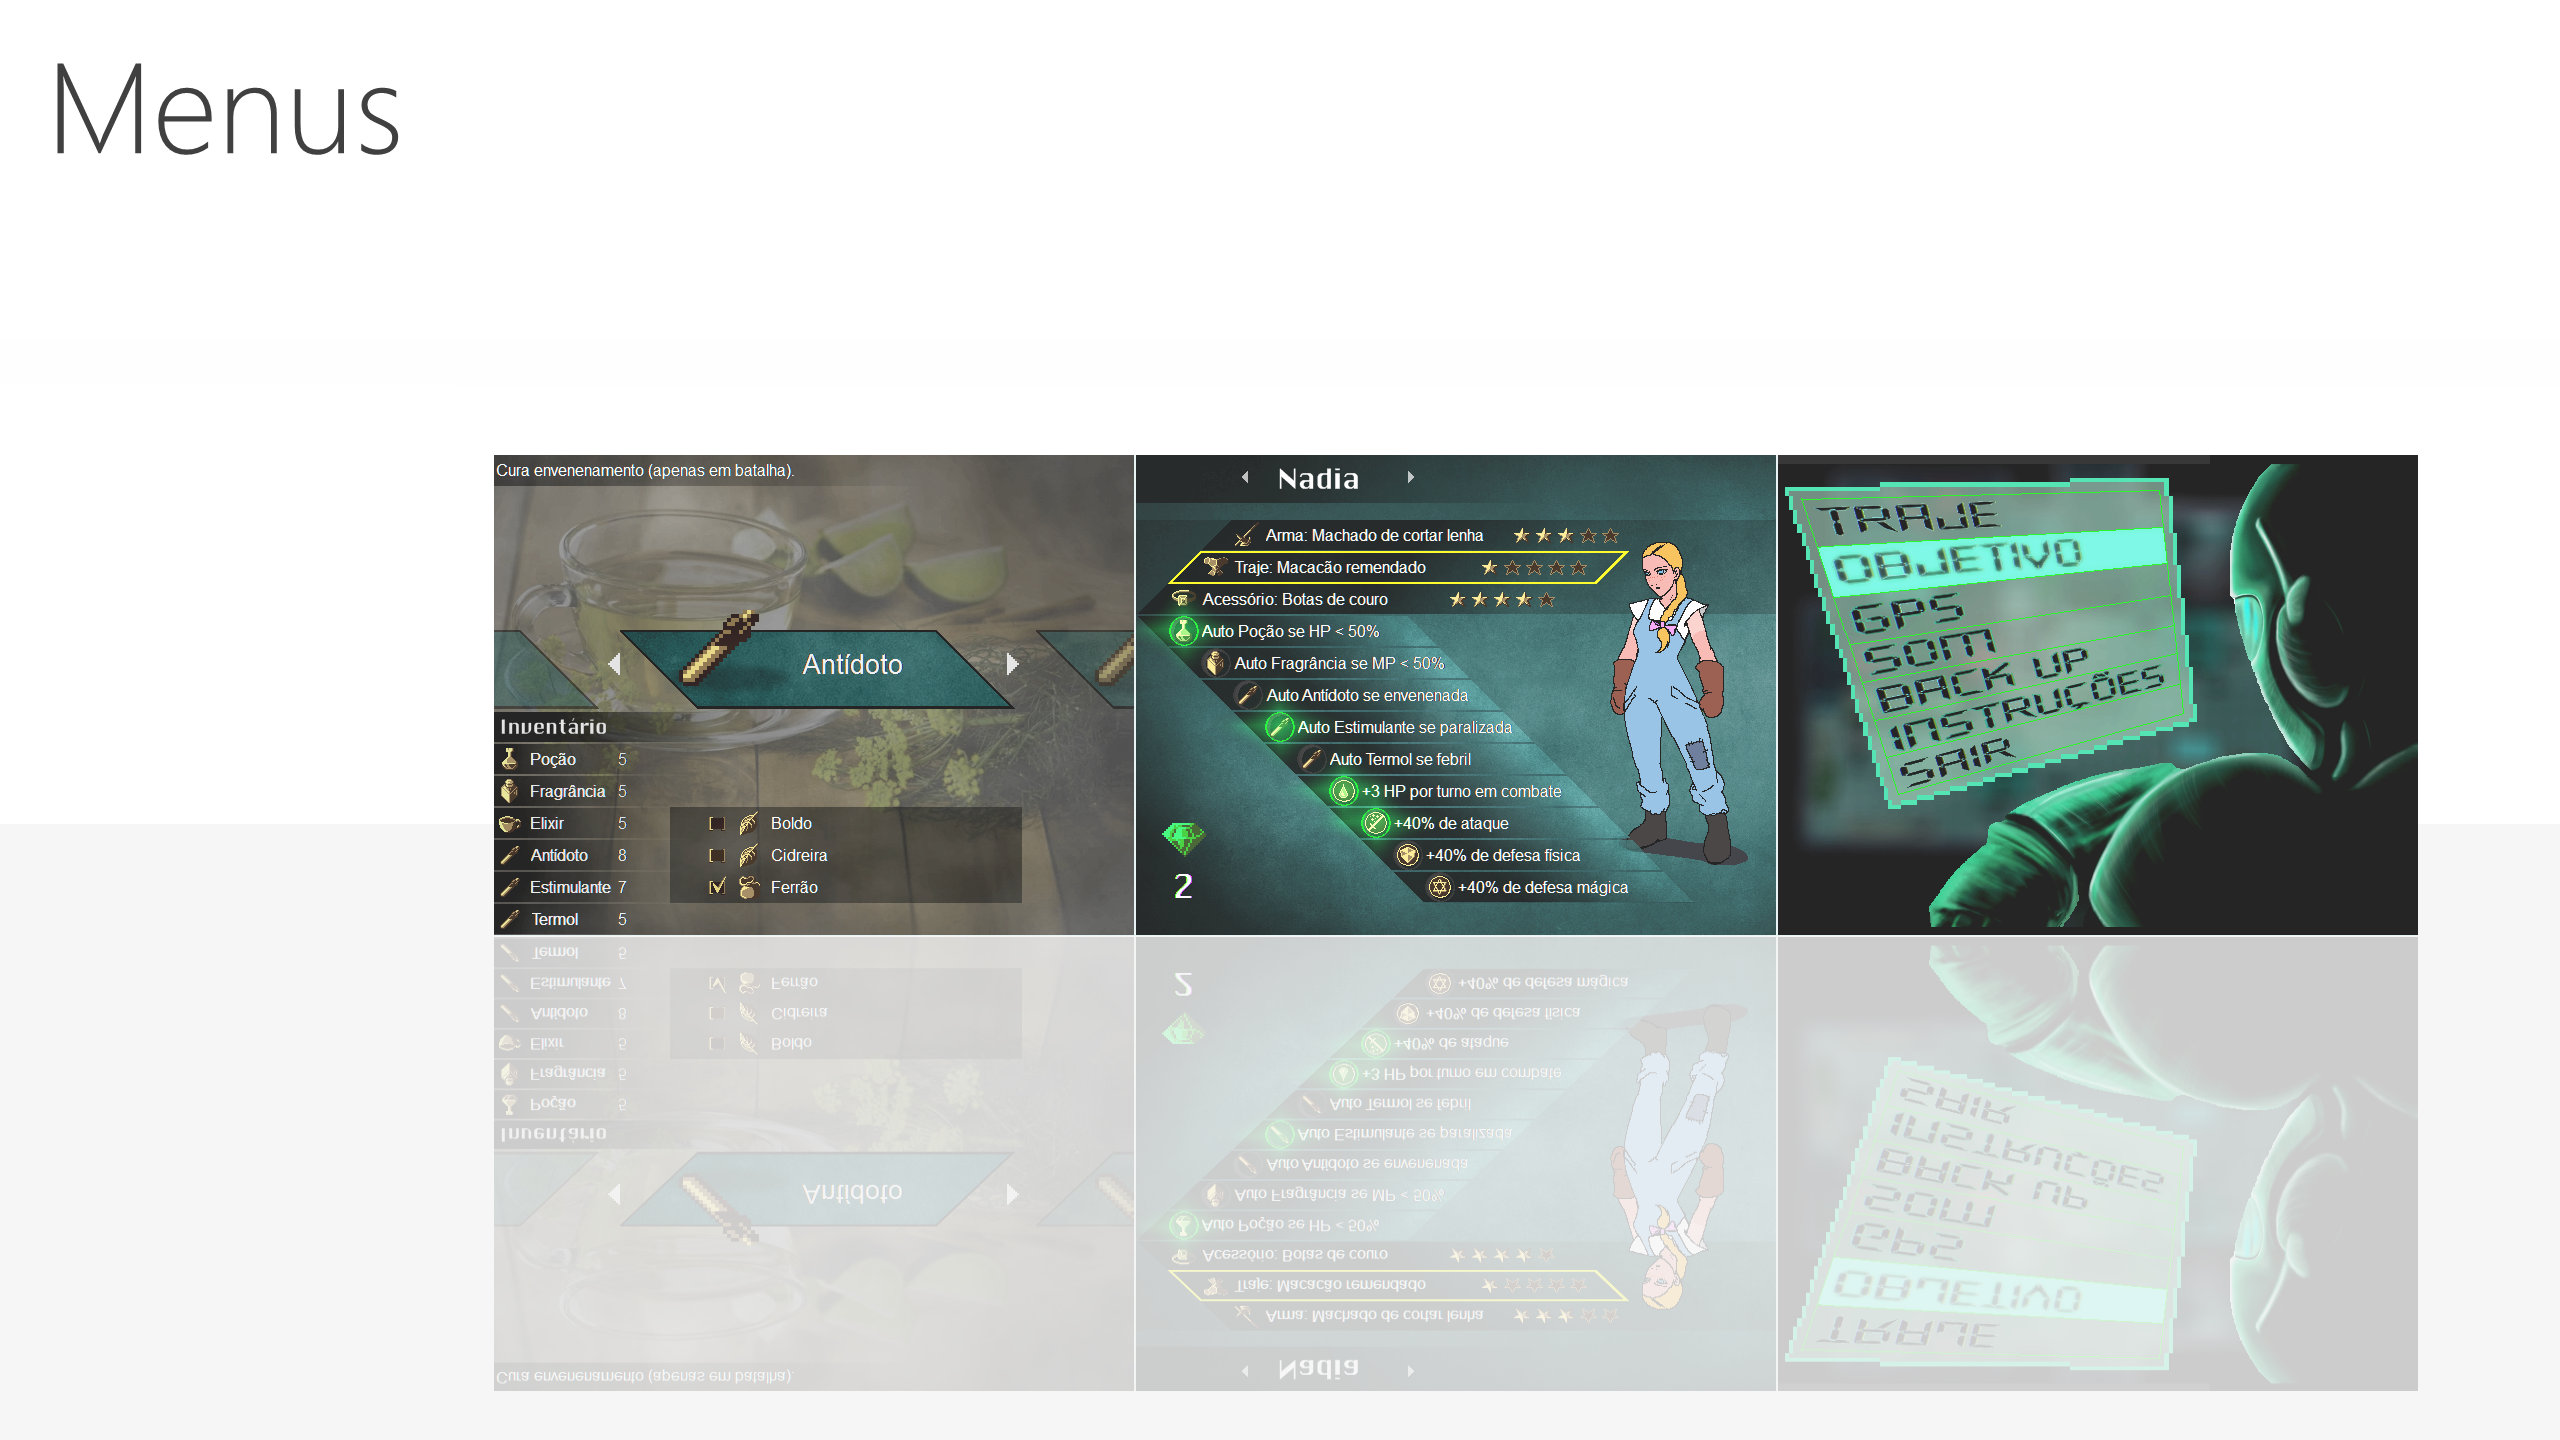 Menus
Cura envenenamento (apenas em batalha).
Antídoto
Inventário
Poção 5
Fragrância 5
Elixir 5
Antídoto 8
Estimulante 7
Termol 5
Boldo
Cidreira
Ferrão
Nadia
Arma: Machado de cortar lenha
Traje: Macacão remendado
Acessório: Botas de couro
Auto Poção se HP < 50%
Auto Fragrância se MP < 50%
Auto Antídoto se envenenada
Auto Estimulante se paralizada
Auto Termol se febril
+3 HP por turno em combate
+40% de ataque
+40% de defesa física
+40% de defesa mágica
2
TRAJE
OBJETIVO
GPS
SOM
BACK UP
INSTRUÇÕES
SAIR